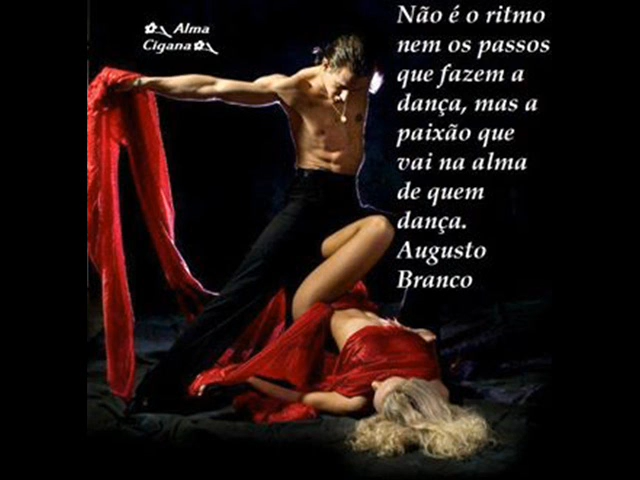 Alma
Cigana
Não é o ritmo
nem os passos
que fazem a
dança, mas a
paixão que
vai na alma
de quem
dança.
Augusto
Branco